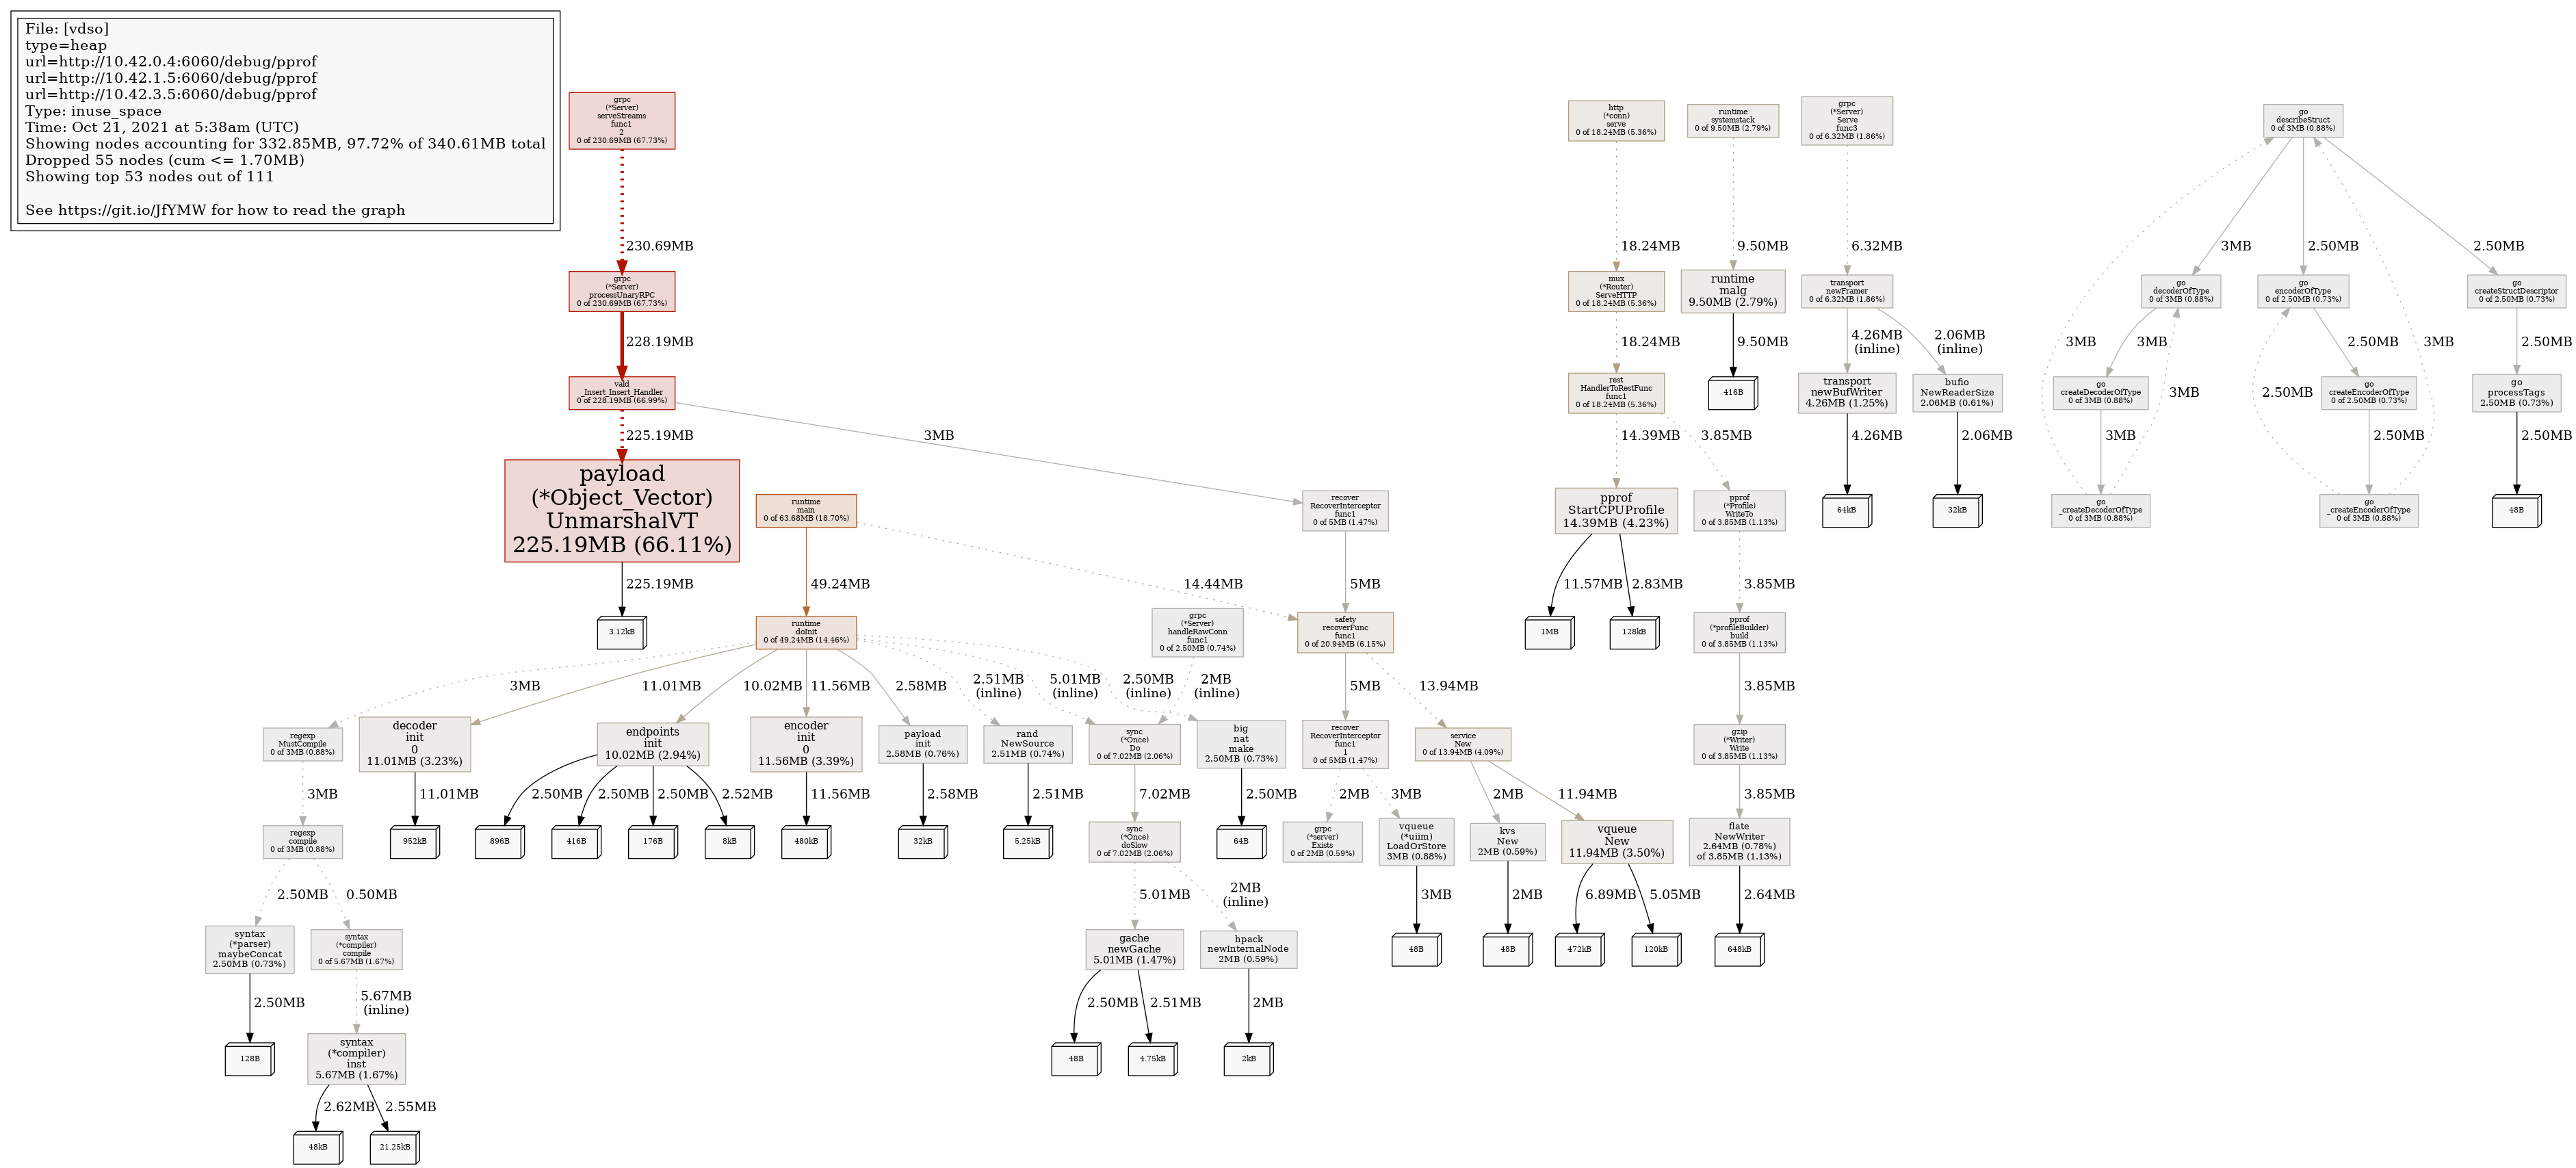 File: [vdso]
type=heap
url=http://10.42.0.4:6060/debug/pprof
url=http://10.42.1.5:6060/debug/pprof
url=http://10.42.3.5:6060/debug/pprof
Type: inuse_space
Time: Oct 21, 2021 at 5:38am (UTC)
Showing nodes accounting for 332.85MB, 97.72% of 340.61MB total
Dropped 55 nodes (cum <= 1.70MB)
Showing top 53 nodes out of 111
See https://git.io/JfYMW for how to read the graph
grpc
(*Server)
serveStreams
func1
2
0 of 230.69MB (67.73%)
http
(*conn)
serve
0 of 18.24MB (5.36%)
runtime
systemstack
0 of 9.50MB (2.79%)
grpc
(*Server)
Serve
func3
0 of 6.32MB (1.86%)
go
describeStruct
0 of 3MB (0.88%)
230.69MB
18.24MB
9.50MB
6.32MB
3MB
2.50MB
2.50MB
grpc
(*Server)
processUnaryRPC
0 of 230.69MB (67.73%)
mux
(*Router)
ServeHTTP
0 of 18.24MB (5.36%)
runtime
malg
9.50MB (2.79%)
transport
newFramer
0 of 6.32MB (1.86%)
go
decoderOfType
0 of 3MB (0.88%)
go
encoderOfType
0 of 2.50MB (0.73%)
go
createStructDescriptor
0 of 2.50MB (0.73%)
228.19MB
18.24MB
9.50MB
4.26MB
(inline)
2.06MB
(inline)
3MB
3MB
2.50MB
3MB
2.50MB
vald
_Insert_Insert_Handler
0 of 228.19MB (66.99%)
rest
HandlerToRestFunc
func1
0 of 18.24MB (5.36%)
416B
transport
newBufWriter
4.26MB (1.25%)
bufio
NewReaderSize
2.06MB (0.61%)
go
createDecoderOfType
0 of 3MB (0.88%)
3MB
2.50MB
go
createEncoderOfType
0 of 2.50MB (0.73%)
go
processTags
2.50MB (0.73%)
225.19MB
3MB
14.39MB
3.85MB
4.26MB
2.06MB
3MB
2.50MB
2.50MB
payload
(*Object_Vector)
UnmarshalVT
225.19MB (66.11%)
runtime
main
0 of 63.68MB (18.70%)
recover
RecoverInterceptor
func1
0 of 5MB (1.47%)
pprof
StartCPUProfile
14.39MB (4.23%)
pprof
(*Profile)
WriteTo
0 of 3.85MB (1.13%)
64kB
32kB
go
_createDecoderOfType
0 of 3MB (0.88%)
go
_createEncoderOfType
0 of 3MB (0.88%)
48B
225.19MB
49.24MB
14.44MB
5MB
11.57MB
2.83MB
3.85MB
3.12kB
runtime
doInit
0 of 49.24MB (14.46%)
grpc
(*Server)
handleRawConn
func1
0 of 2.50MB (0.74%)
safety
recoverFunc
func1
0 of 20.94MB (6.15%)
1MB
128kB
pprof
(*profileBuilder)
build
0 of 3.85MB (1.13%)
3MB
11.01MB
10.02MB
11.56MB
2.58MB
2.51MB
(inline)
5.01MB
(inline)
2.50MB
(inline)
2MB
(inline)
5MB
13.94MB
3.85MB
regexp
MustCompile
0 of 3MB (0.88%)
decoder
init
0
11.01MB (3.23%)
endpoints
init
10.02MB (2.94%)
encoder
init
0
11.56MB (3.39%)
payload
init
2.58MB (0.76%)
rand
NewSource
2.51MB (0.74%)
sync
(*Once)
Do
0 of 7.02MB (2.06%)
big
nat
make
2.50MB (0.73%)
recover
RecoverInterceptor
func1
1
0 of 5MB (1.47%)
service
New
0 of 13.94MB (4.09%)
gzip
(*Writer)
Write
0 of 3.85MB (1.13%)
3MB
11.01MB
2.50MB
2.50MB
2.50MB
2.52MB
11.56MB
2.58MB
2.51MB
7.02MB
2.50MB
2MB
3MB
2MB
11.94MB
3.85MB
regexp
compile
0 of 3MB (0.88%)
952kB
896B
416B
176B
8kB
480kB
32kB
5.25kB
sync
(*Once)
doSlow
0 of 7.02MB (2.06%)
64B
grpc
(*server)
Exists
0 of 2MB (0.59%)
vqueue
(*uiim)
LoadOrStore
3MB (0.88%)
kvs
New
2MB (0.59%)
vqueue
New
11.94MB (3.50%)
flate
NewWriter
2.64MB (0.78%)
of 3.85MB (1.13%)
2.50MB
0.50MB
5.01MB
2MB
(inline)
3MB
2MB
6.89MB
5.05MB
2.64MB
syntax
(*parser)
maybeConcat
2.50MB (0.73%)
syntax
(*compiler)
compile
0 of 5.67MB (1.67%)
gache
newGache
5.01MB (1.47%)
hpack
newInternalNode
2MB (0.59%)
48B
48B
472kB
120kB
648kB
2.50MB
5.67MB
(inline)
2.50MB
2.51MB
2MB
128B
syntax
(*compiler)
inst
5.67MB (1.67%)
48B
4.75kB
2kB
2.62MB
2.55MB
48kB
21.25kB